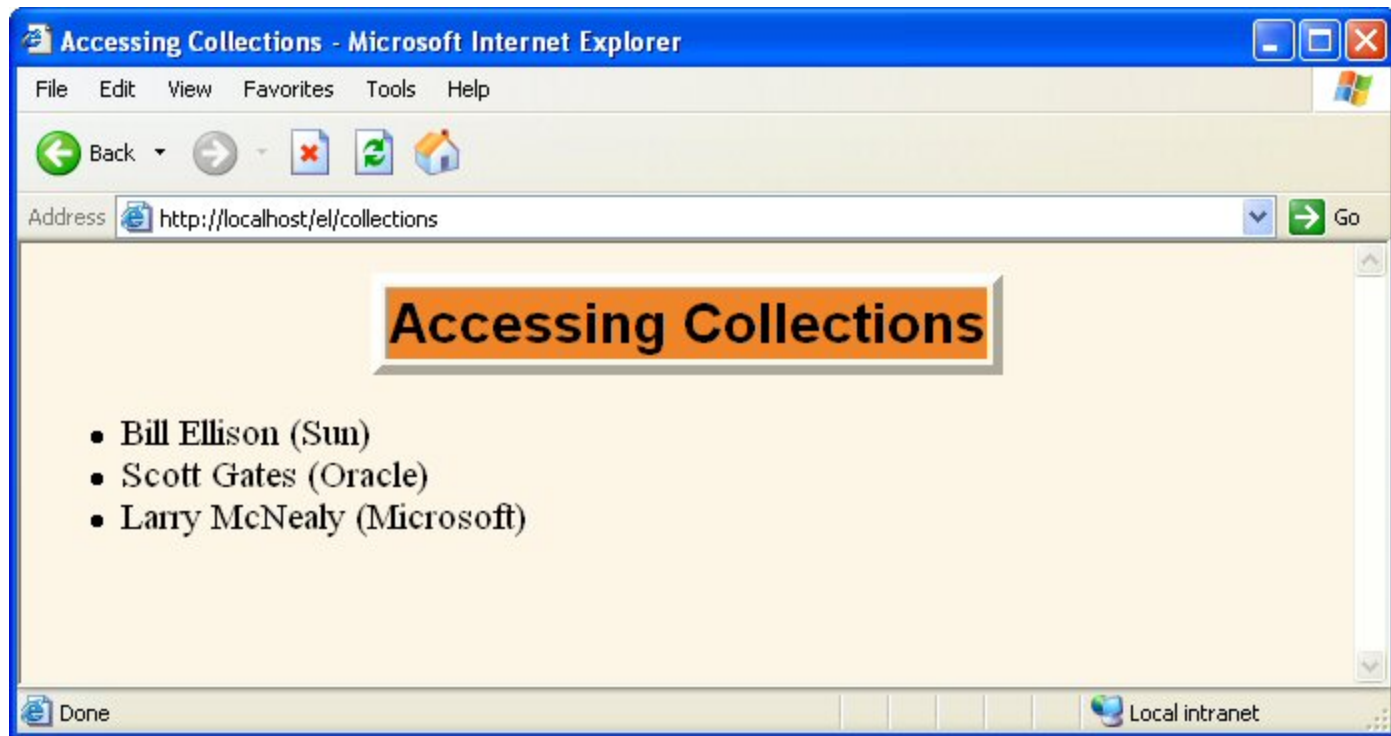 Accessing Collections - Microsoft Internet Explorer
File Edit View Favorites Tools Help
Back
Address http://localhost/el/collections Go
Accessing Collections
• Bill Ellison (Sun)
• Scott Gates (Oracle)
• Larry McNealy (Microsoft)
Done Local intranet